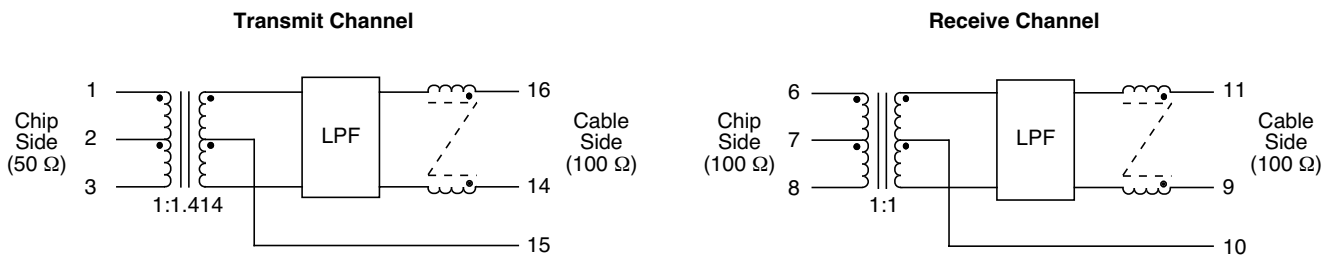 Transmit Channel
Receive Channel
1
2
3
Chip
Side
(50 Ω)
1:1.414
LPF
16
14
15
Cable
Side
(100 Ω)
6
7
8
Chip
Side
(100 Ω)
1:1
LPF
11
9
10
Cable
Side
(100 Ω)